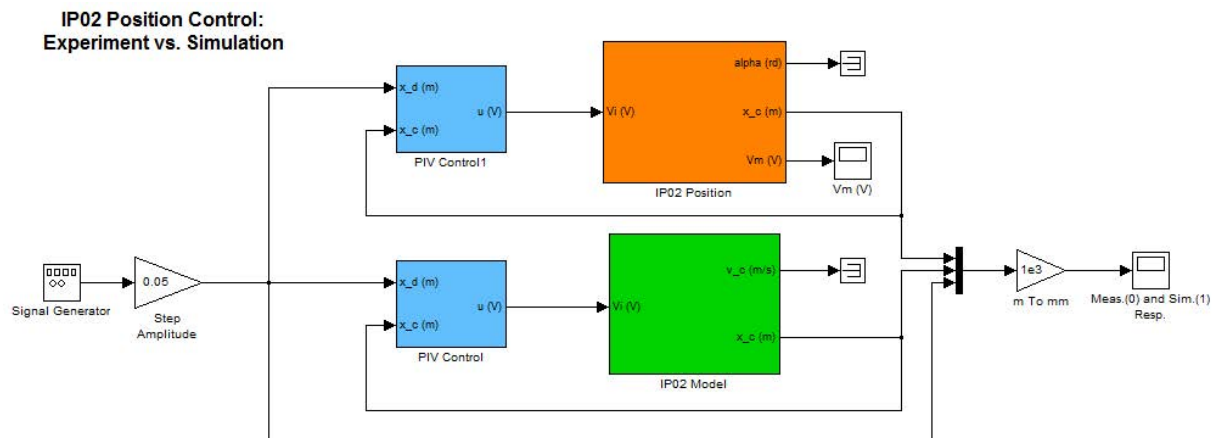 IP02 Position Control:
Experiment vs. Simulation
x_d (m)
x_c (m)
u (V)
PIV Control1
Vi (V)
alpha (rd)
x_c (m)
Vm (V)
IP02 Position
Vm (V)
Signal Generator
0.05
Step
Amplitude
x_d (m)
x_c (m)
u (V)
PIV Control
Vi (V)
v_c (m/s)
x_c (m)
IP02 Model
1e3
m To mm
Meas.(0) and Sim.(1)
Resp.